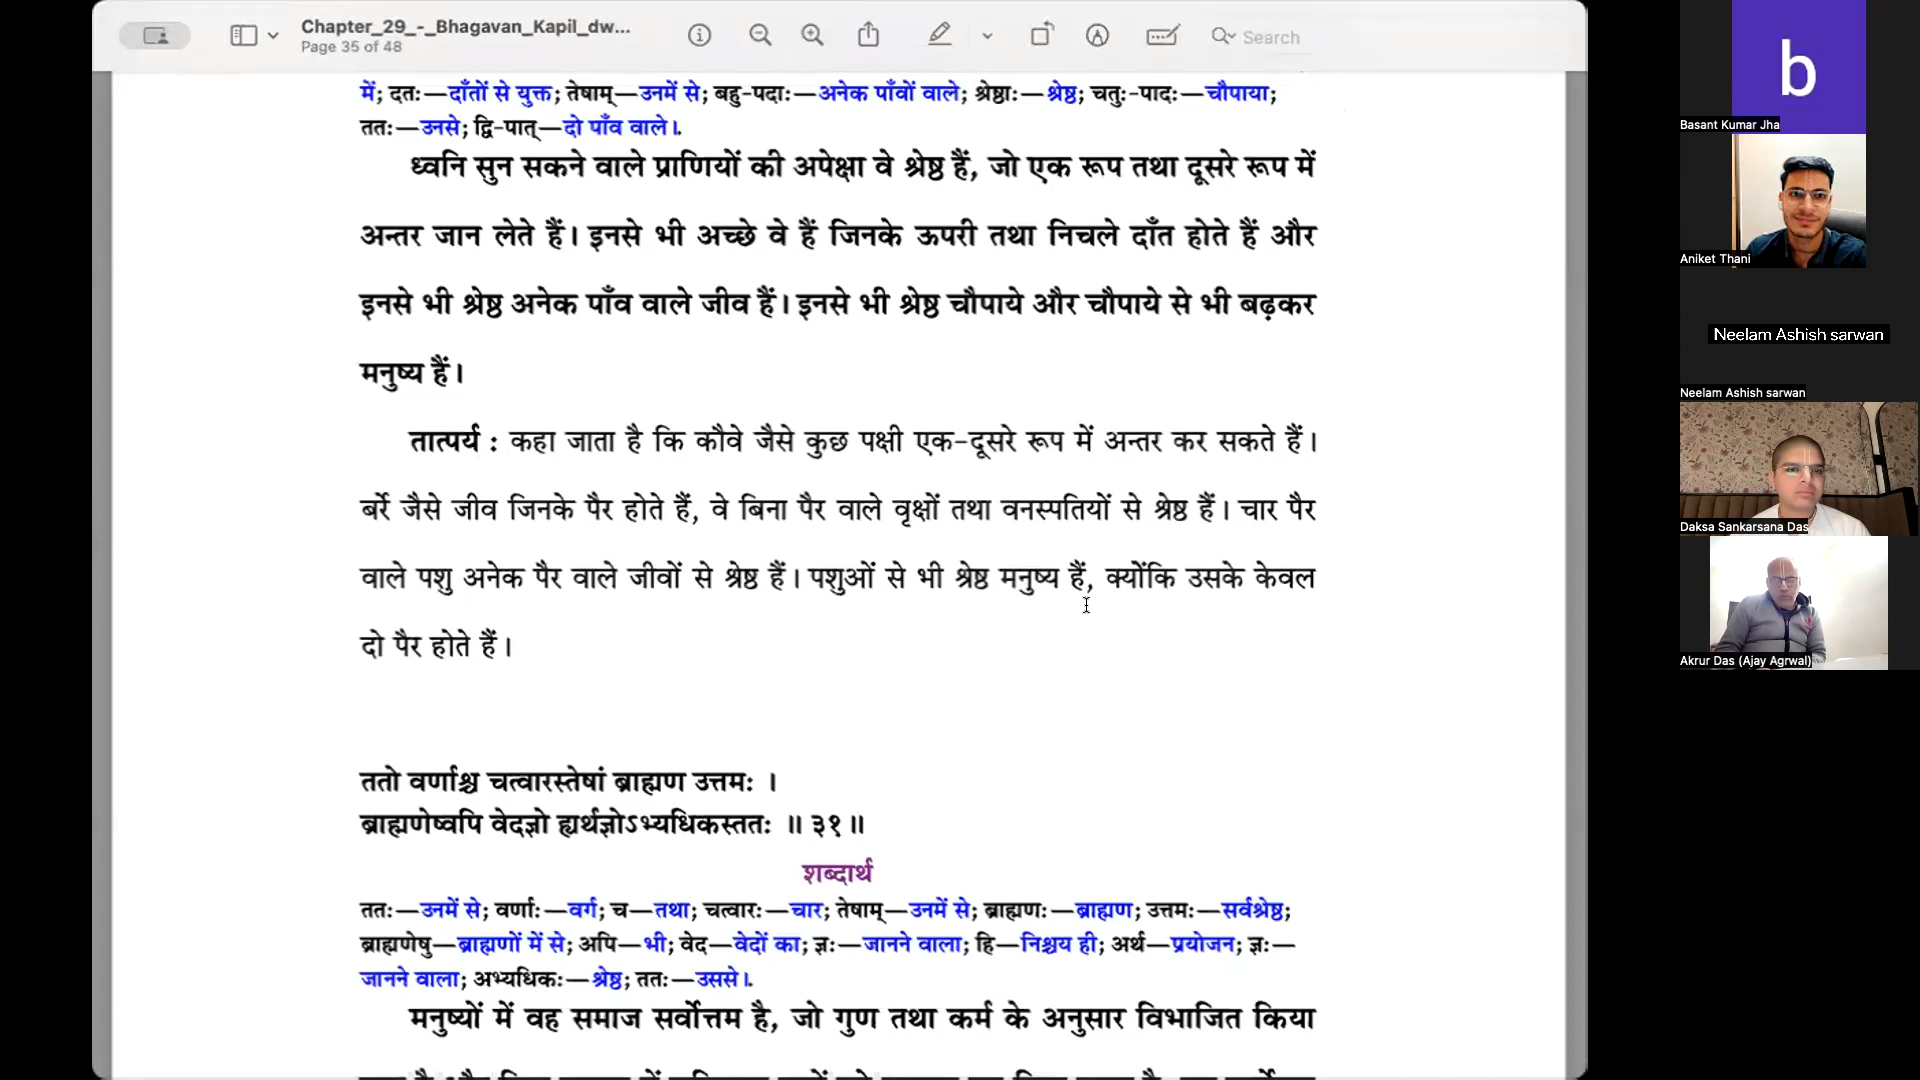 Chapter_29_-_Bhagavan_Kapil_dw...
Page 35 of 48
Search
में; दतः—दाँतों से युक्त; तेषाम्—उनमें से; बहु-पदाः—अनेक पाँवों वाले; श्रेष्ठाः—श्रेष्ठ; चतुः-पादः—चौपाया;
ततः—उनसे; द्वि-पात्—दो पाँव वाले।.
ध्वनि सुन सकने वाले प्राणियों की अपेक्षा वे श्रेष्ठ हैं, जो एक रूप तथा दूसरे रूप में
अन्तर जान लेते हैं। इनसे भी अच्छे वे हैं जिनके ऊपरी तथा निचले दाँत होते हैं और
इनसे भी श्रेष्ठ अनेक पाँव वाले जीव हैं। इनसे भी श्रेष्ठ चौपाये और चौपाये से भी बढ़कर
मनुष्य हैं।
तात्पर्य : कहा जाता है कि कौवे जैसे कुछ पक्षी एक-दूसरे रूप में अन्तर कर सकते हैं।
बर्रे जैसे जीव जिनके पैर होते हैं, वे बिना पैर वाले वृक्षों तथा वनस्पतियों से श्रेष्ठ हैं। चार पैर
वाले पशु अनेक पैर वाले जीवों से श्रेष्ठ हैं। पशुओं से भी श्रेष्ठ मनुष्य हैं, क्योंकि उसके केवल
दो पैर होते हैं।
ततो वर्णाश्च चत्वारस्तेषां ब्राह्मण उत्तमः ।
ब्राह्मणेष्वपि वेदज्ञो ह्यर्थज्ञोऽभ्यधिकस्ततः ॥ ३१॥
शब्दार्थ
ततः—उनमें से; वर्णाः—वर्ग; च—तथा; चत्वारः—चार; तेषाम्—उनमें से; ब्राह्मणः—ब्राह्मण; उत्तमः—सर्वश्रेष्ठ;
ब्राह्मणेषु—ब्राह्मणों में से; अपि—भी; वेद—वेदों का; ज्ञः—जानने वाला; हि—निश्चय ही; अर्थ—प्रयोजन; ज्ञः—
जानने वाला; अभ्यधिकः—श्रेष्ठ; ततः—उससे।.
मनुष्यों में वह समाज सर्वोत्तम है, जो गुण तथा कर्म के अनुसार विभाजित किया
b
Basant Kumar Jha
Aniket Thani
Neelam Ashish sarwan
Neelam Ashish sarwan
Daksa Sankarsana Das
Akrur Das (Ajay Agrwal)